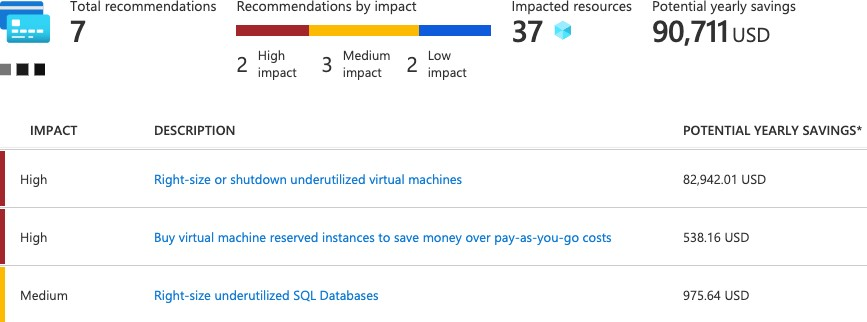 Total recommendations
7
Recommendations by impact
2 High impact
3 Medium impact
2 Low impact
Impacted resources
37
Potential yearly savings
90,711 USD
IMPACT DESCRIPTION POTENTIAL YEARLY SAVINGS*
High Right-size or shutdown underutilized virtual machines 82,942.01 USD
High Buy virtual machine reserved instances to save money over pay-as-you-go costs 538.16 USD
Medium Right-size underutilized SQL Databases 975.64 USD